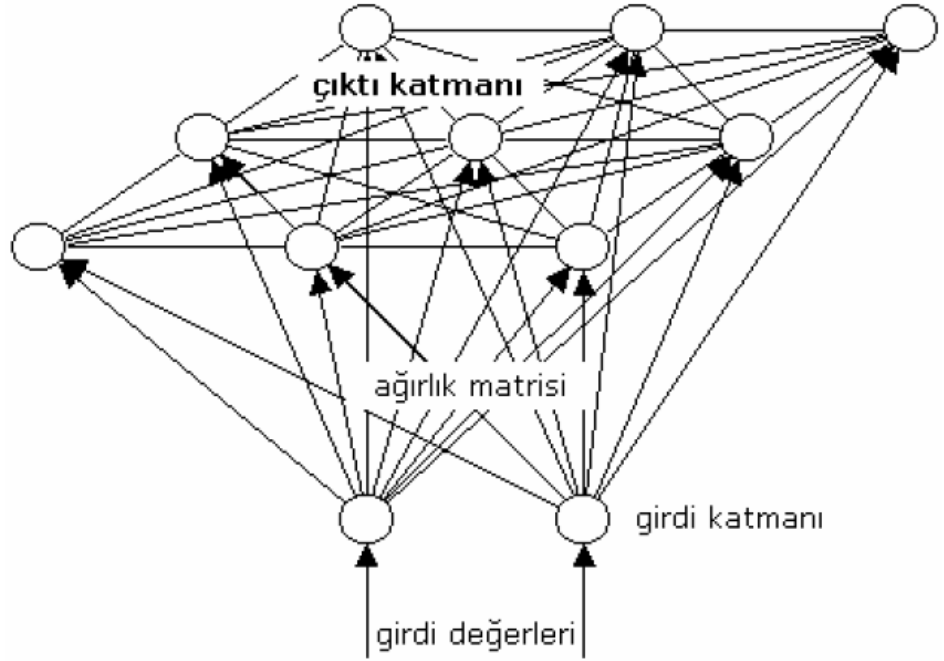 çıktı katmanı
ağırlık matrisi
girdi katmanı
girdi değerleri